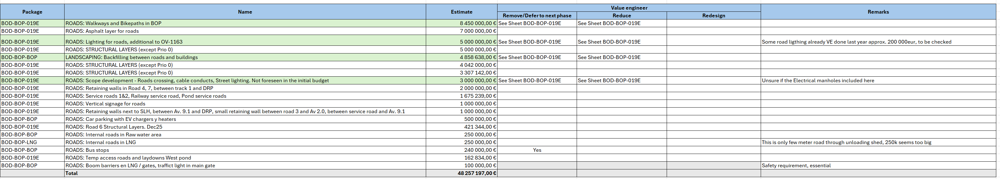 Package Name Estimate Value engineer Remarks
Remove/Defer to next phase Reduce Redesign
BOD-BOP-019E ROADS: Walkways and Bikepaths in BOP 8 450 000,00 € See Sheet BOD-BOP-019E See Sheet BOD-BOP-019E
BOD-BOP-019E ROADS: Asphalt layer for roads 7 000 000,00 €
BOD-BOP-019E ROADS: Lighting for roads, additional to OV-1163 5 000 000,00 € See Sheet BOD-BOP-019E See Sheet BOD-BOP-019E Some road ligthing already VE done last year approx. 200 000eur, to be checked
BOD-BOP-019E ROADS: STRUCTURAL LAYERS (except Prio 0) 5 000 000,00 €
BOD-BOP-BOP LANDSCAPING: Backfilling between roads and buildings 4 858 638,00 € See Sheet BOD-BOP-019E See Sheet BOD-BOP-019E
BOD-BOP-019E ROADS: STRUCTURAL LAYERS (except Prio 0) 4 042 000,00 €
BOD-BOP-019E ROADS: STRUCTURAL LAYERS (except Prio 0) 3 307 142,00 €
BOD-BOP-019E ROADS: Scope development - Roads crossing, cable conducts, Street lighting. Not foreseen in the initial budget 3 000 000,00 € See Sheet BOD-BOP-019E See Sheet BOD-BOP-019E Unsure if the Electrical manholes included here
BOD-BOP-019E ROADS: Retaining walls in Road 4, 7, between track 1 and DRP 2 000 000,00 €
BOD-BOP-019E ROADS: Service roads 1&2, Railway service road, Pond service roads 1 675 239,00 €
BOD-BOP-019E ROADS: Vertical signage for roads 1 000 000,00 €
BOD-BOP-019E ROADS: Retaining walls next to SLH, between Av. 9.1 and DRP, small retaining wall between road 3 and Av 2.0, between service road and Av. 9.1 1 000 000,00 €
BOD-BOP-BOP ROADS: Car parking with EV chargers y heaters 500 000,00 €
BOD-BOP-019E ROADS: Road 6 Structural Layers. Dec25 421 344,00 €
BOD-BOP-BOP ROADS: Internal roads in Raw water area 250 000,00 €
BOD-BOP-LNG ROADS: Internal roads in LNG 250 000,00 € This is only few meter road through unloading shed, 250k seems too big
BOD-BOP-BOP ROADS: Bus stops 240 000,00 € Yes
BOD-BOP-019E ROADS: Temp access roads and laydowns West pond 162 834,00 €
BOD-BOP-BOP ROADS: Boom barriers en LNG / gates, traffict light in main gate 100 000,00 € Safety requirement, essential
Total 48 257 197,00 €